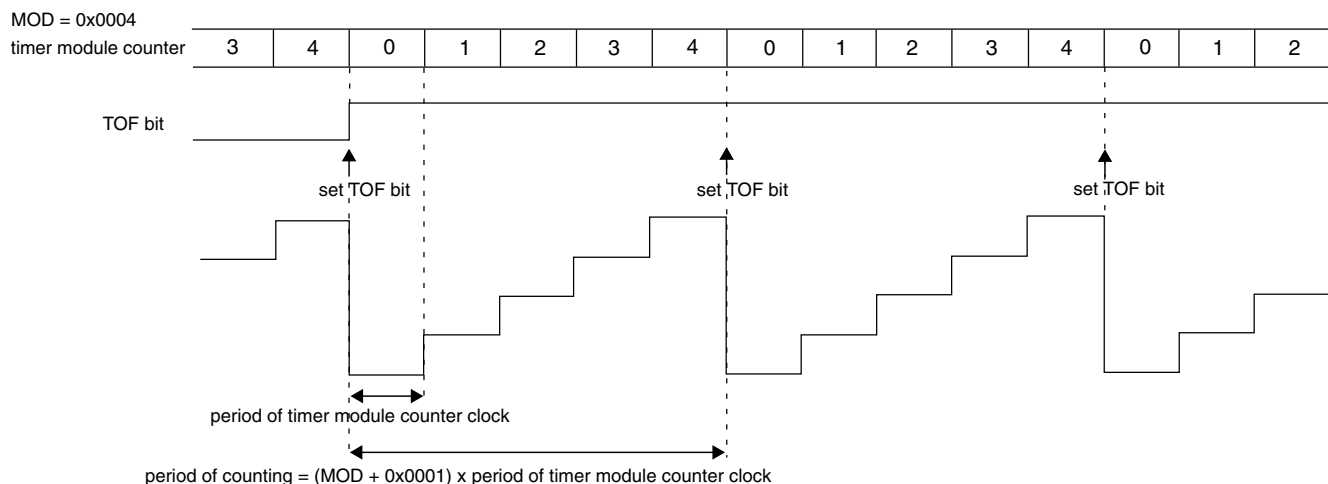 MOD = 0x0004
timer module counter 3 4 0 1 2 3 4 0 1 2 3 4 0 1 2
TOF bit
set TOF bit set TOF bit set TOF bit
period of timer module counter clock
period of counting = (MOD + 0x0001) x period of timer module counter clock